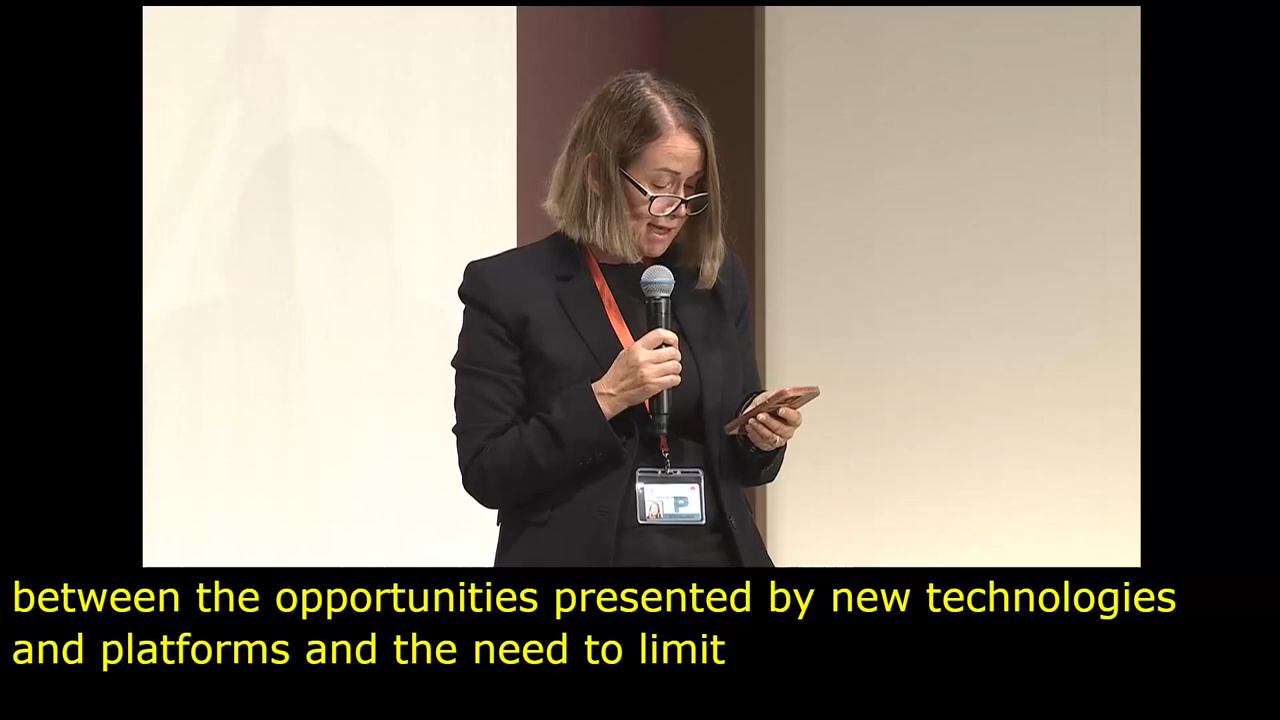 P
between the opportunities presented by new technologies
and platforms and the need to limit